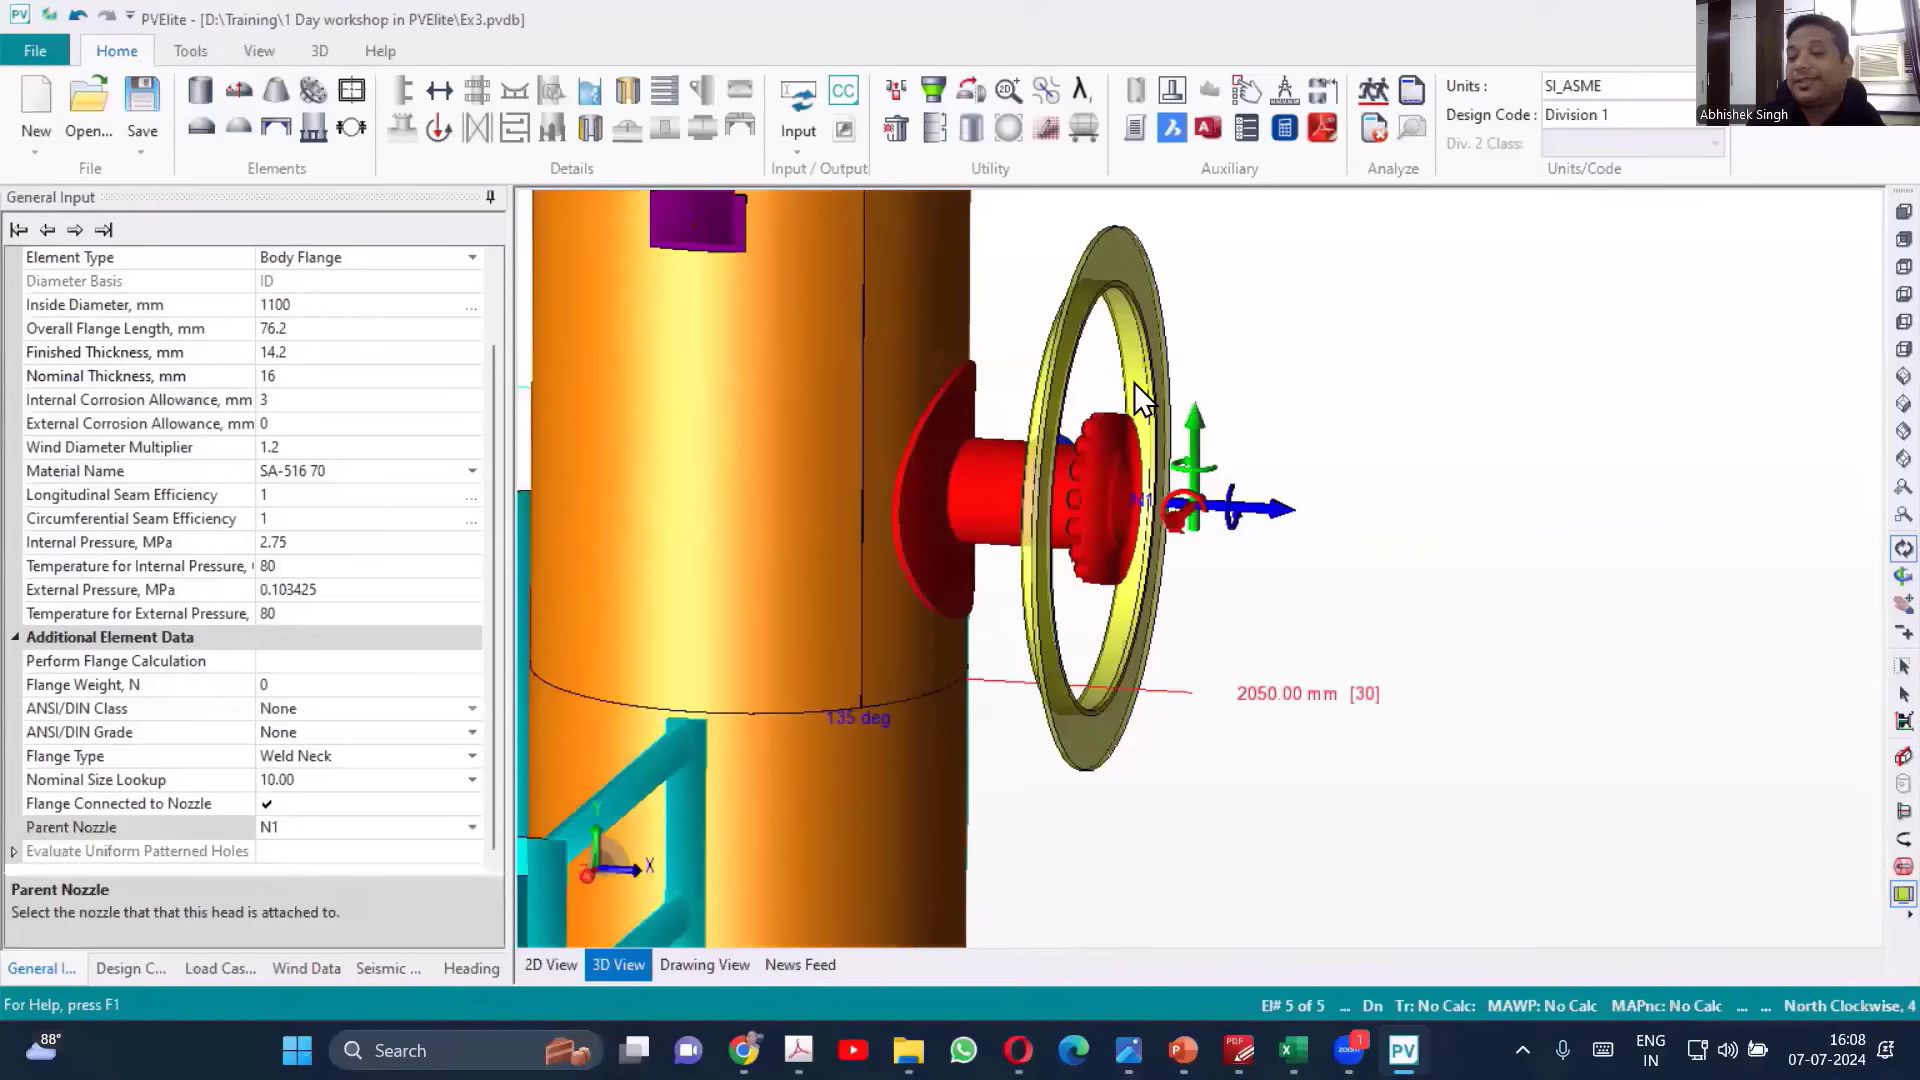 PVElite - [D:\Training\1 Day workshop in PVElite\Ex3.pvdb]
File
Home
Tools
View
3D
Help
New
Open...
Save
File
Elements
Details
Input
CC
Input / Output
2D
λ
Utility
Auxiliary
Analyze
Units :
SI_ASME
Design Code :
Division 1
Div. 2 Class:
Units/Code
Abhishek Singh
General Input
Element Type Body Flange
Diameter Basis ID
Inside Diameter, mm 1100 ...
Overall Flange Length, mm 76.2
Finished Thickness, mm 14.2
Nominal Thickness, mm 16
Internal Corrosion Allowance, mm 3
External Corrosion Allowance, mm 0
Wind Diameter Multiplier 1.2
Material Name SA-516 70
Longitudinal Seam Efficiency 1 ...
Circumferential Seam Efficiency 1 ...
Internal Pressure, MPa 2.75
Temperature for Internal Pressure, 80
External Pressure, MPa 0.103425
Temperature for External Pressure, 80
Additional Element Data
Perform Flange Calculation
Flange Weight, N 0
ANSI/DIN Class None
ANSI/DIN Grade None
Flange Type Weld Neck
Nominal Size Lookup 10.00
Flange Connected to Nozzle ✔
Parent Nozzle N1
Evaluate Uniform Patterned Holes
Parent Nozzle
Select the nozzle that that this head is attached to.
General I...
Design C...
Load Cas...
Wind Data
Seismic ...
Heading
2050.00 mm [30]
135 deg
Y
X
2D View
3D View
Drawing View
News Feed
For Help, press F1
El# 5 of 5 ... Dn Tr: No Calc: MAWP: No Calc MAPnc: No Calc ... ... North Clockwise, 4
88°
Search
PDF
zoom
1
PV
ENG
IN
16:08
07-07-2024